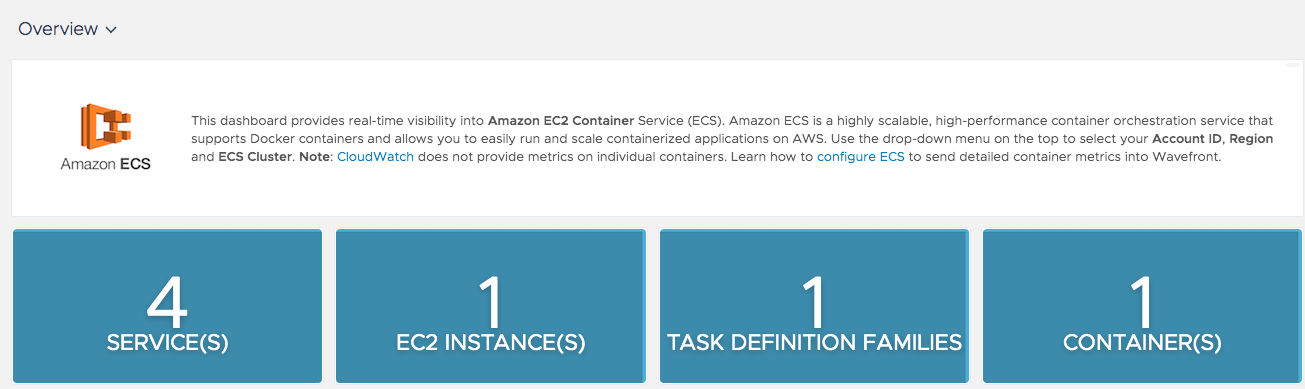 Overview
Amazon ECS
This dashboard provides real-time visibility into Amazon EC2 Container Service (ECS). Amazon ECS is a highly scalable, high-performance container orchestration service that
supports Docker containers and allows you to easily run and scale containerized applications on AWS. Use the drop-down menu on the top to select your Account ID, Region
and ECS Cluster. Note: CloudWatch does not provide metrics on individual containers. Learn how to configure ECS to send detailed container metrics into Wavefront.
4
SERVICE(S)
1
EC2 INSTANCE(S)
1
TASK DEFINITION FAMILIES
1
CONTAINER(S)